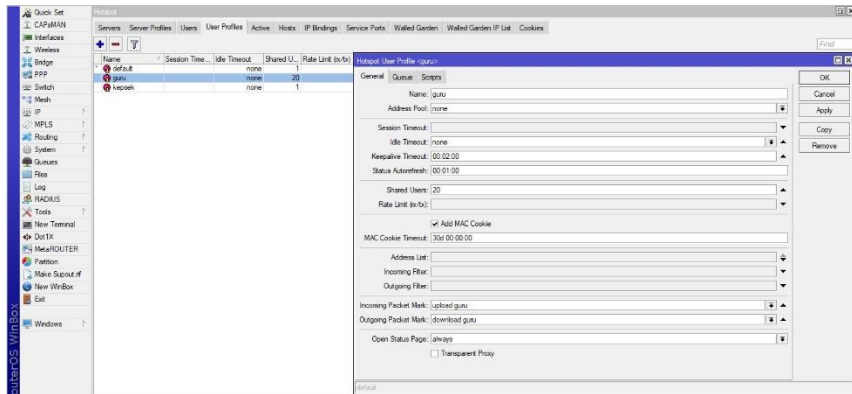 Quick Set
CAPsMAN
Interfaces
Wireless
Bridge
PPP
Switch
Mesh
IP
MPLS
Routing
System
Queues
Files
Log
RADIUS
Tools
New Terminal
Dot1X
MetaROUTER
Partition
Make Supout.rif
New WinBox
Exit
Windows
outerOS WinBox
Hotspot
Servers Server Profiles Users User Profiles Active Hosts IP Bindings Service Ports Walled Garden Walled Garden IP List Cookies
Find
Name Session Time... Idle Timeout Shared U... Rate Limit (rx/tx)
* default none 1
guru none 20
kepsek none 1
Hotspot User Profile <guru>
General Queue Scripts
Name: guru
Address Pool: none
Session Timeout:
Idle Timeout: none
Keepalive Timeout: 00:02:00
Status Autorefresh: 00:01:00
Shared Users: 20
Rate Limit (rx/tx):
Add MAC Cookie
MAC Cookie Timeout: 30d 00:00:00
Address List:
Incoming Filter:
Outgoing Filter:
Incoming Packet Mark: upload guru
Outgoing Packet Mark: download guru
Open Status Page: always
Transparent Proxy
default
OK
Cancel
Apply
Copy
Remove